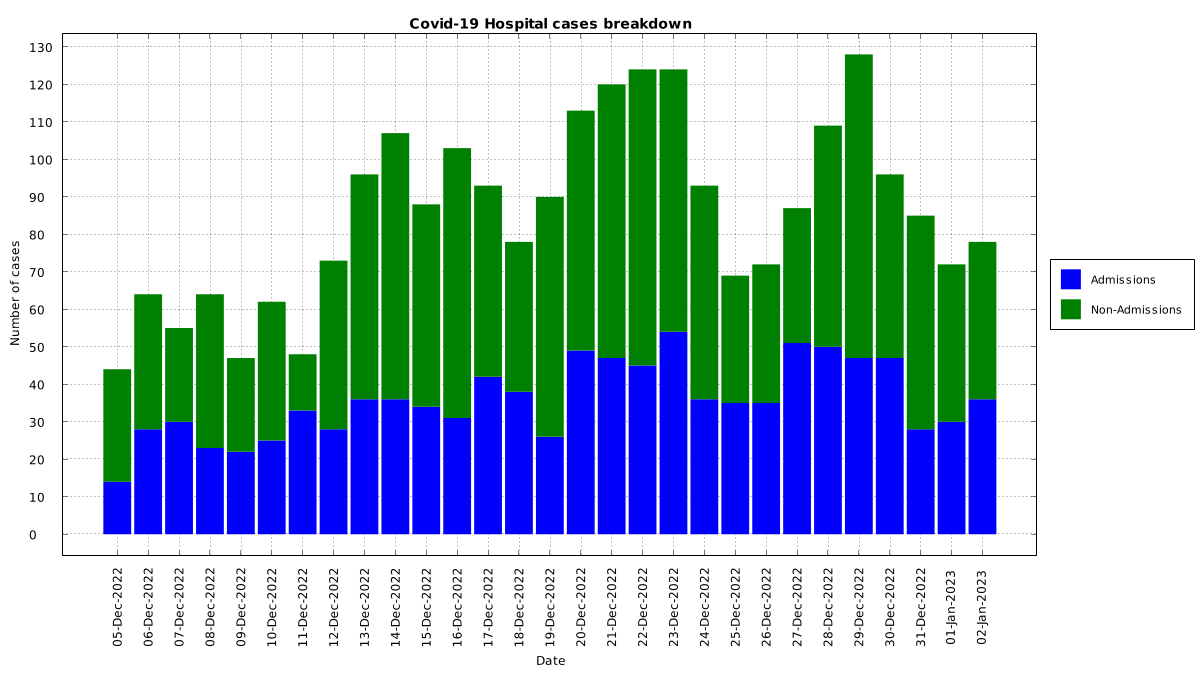 Covid-19 Hospital cases breakdown
130
120
110
100
90
80
70
60
50
40
30
20
10
0
Number of cases
05-Dec-2022
06-Dec-2022
07-Dec-2022
08-Dec-2022
09-Dec-2022
10-Dec-2022
11-Dec-2022
12-Dec-2022
13-Dec-2022
14-Dec-2022
15-Dec-2022
16-Dec-2022
17-Dec-2022
18-Dec-2022
19-Dec-2022
20-Dec-2022
21-Dec-2022
22-Dec-2022
23-Dec-2022
24-Dec-2022
25-Dec-2022
26-Dec-2022
27-Dec-2022
28-Dec-2022
29-Dec-2022
30-Dec-2022
31-Dec-2022
01-Jan-2023
02-Jan-2023
Date
Admissions
Non-Admissions